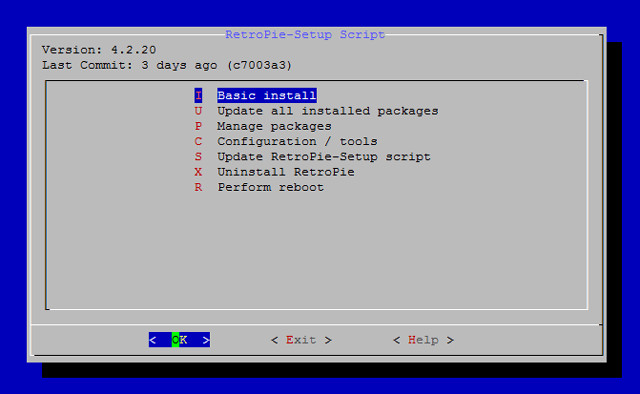 RetroPie-Setup Script
Version: 4.2.20
Last Commit: 3 days ago (c7003a3)
I Basic install
U Update all installed packages
P Manage packages
C Configuration / tools
S Update RetroPie-Setup script
X Uninstall RetroPie
R Perform reboot
< OK > < Exit > < Help >